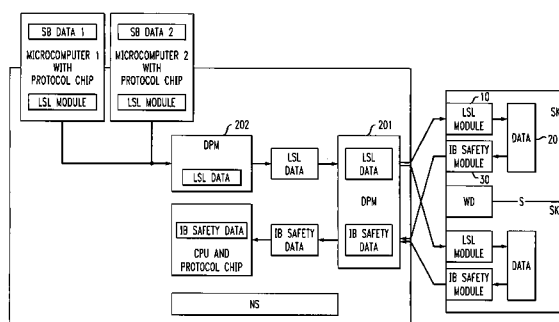 SB DATA 1
MICROCOMPUTER 1
WITH
PROTOCOL CHIP
LSL MODULE
SB DATA 2
MICROCOMPUTER 2
WITH
PROTOCOL CHIP
LSL MODULE
202
DPM
LSL DATA
LSL
DATA
201
LSL
DATA
DPM
IB SAFETY
DATA
IB SAFETY
DATA
IB SAFETY DATA
CPU AND
PROTOCOL CHIP
NS
10
LSL
MODULE
DATA
20
IB SAFETY
MODULE
30
WD
S
LSL
MODULE
IB SAFETY
MODULE
DATA